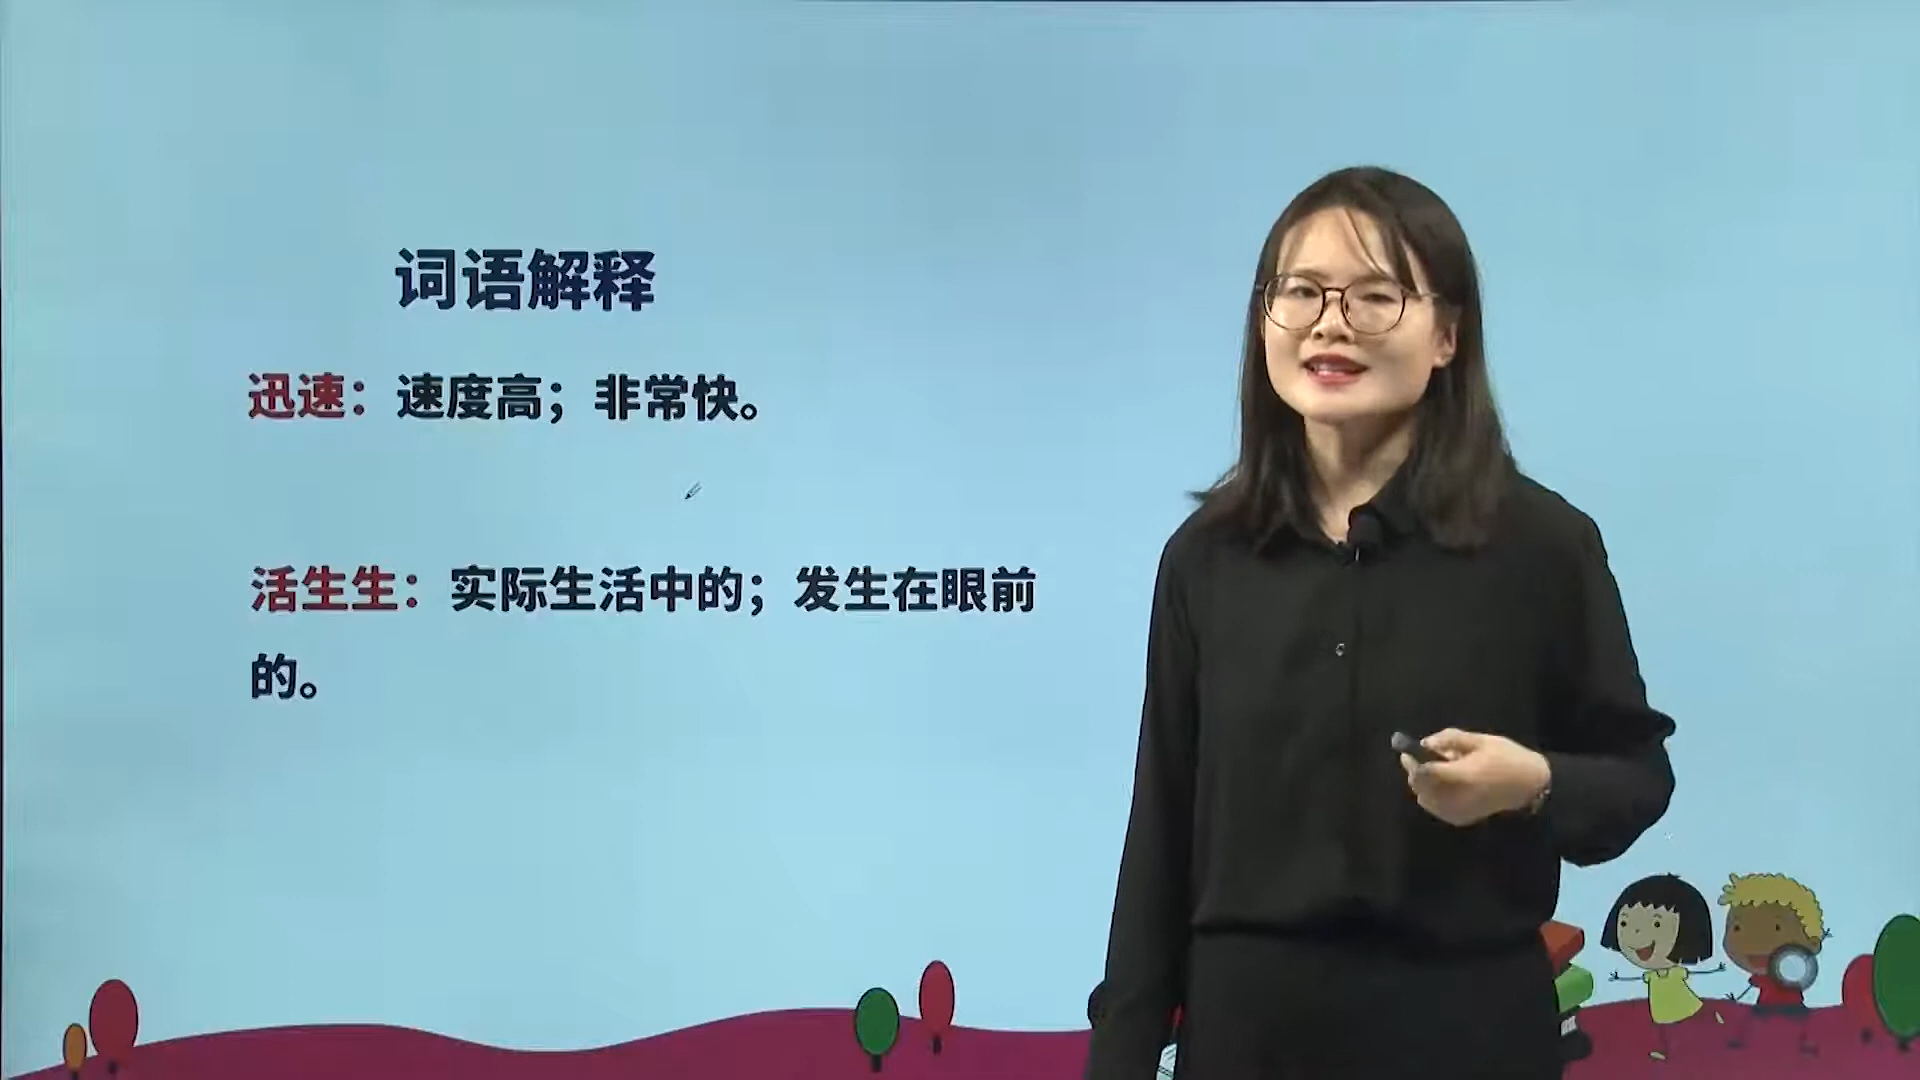 词语解释
迅速：速度高；非常快。
活生生：实际生活中的；发生在眼前
的。